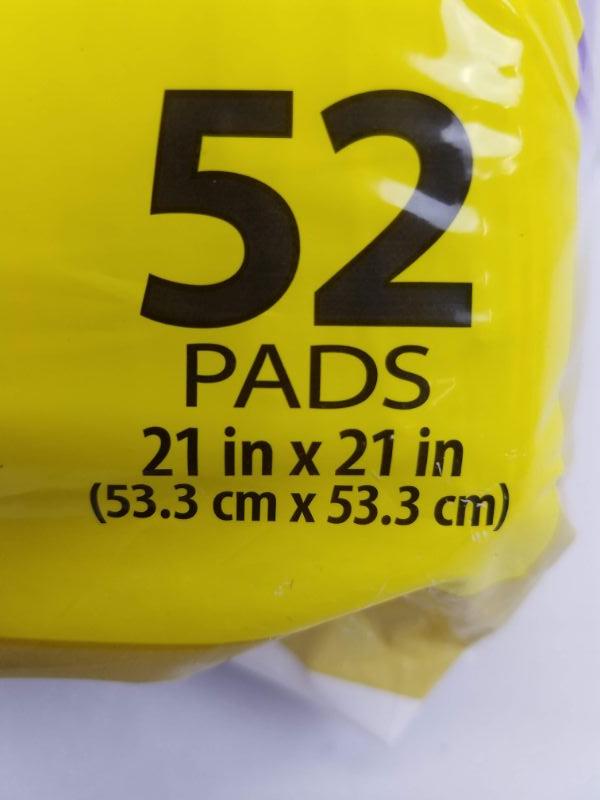 52
PADS
21 in x 21 in
(53.3 cm x 53.3 cm)